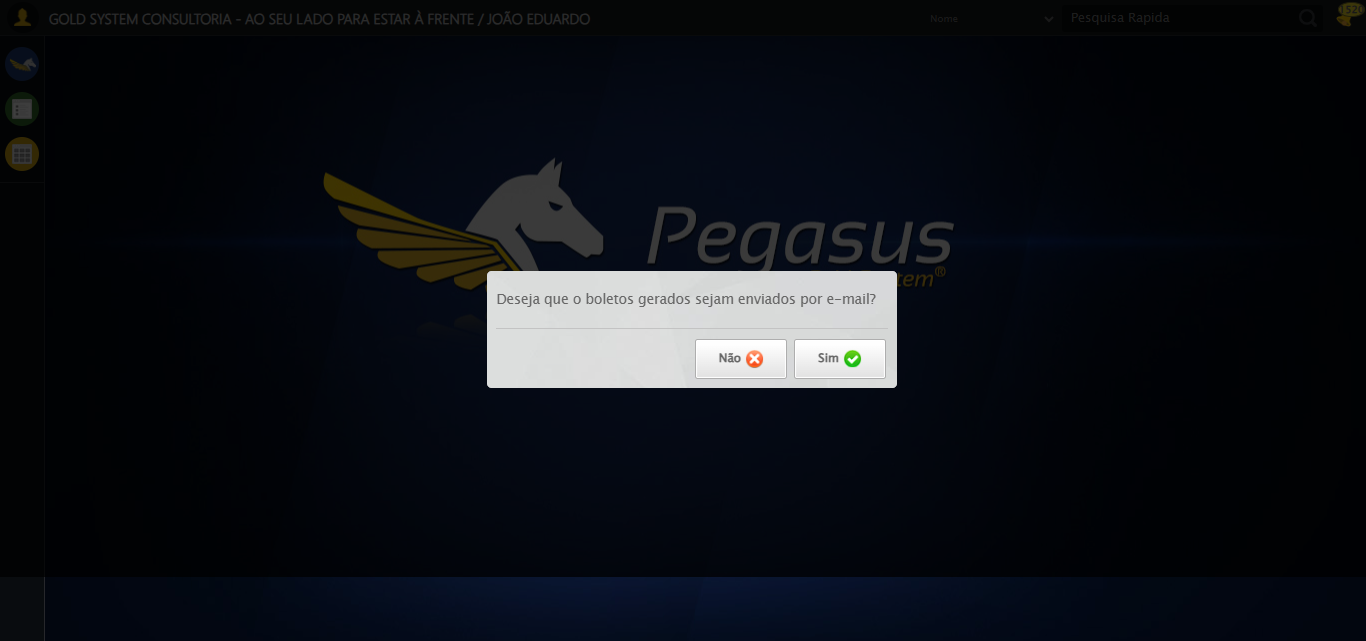 GOLD SYSTEM CONSULTORIA - AO SEU LADO PARA ESTAR À FRENTE / JOÃO EDUARDO
Nome
Pesquisa Rapida
Pegasus
tem®
Deseja que o boletos gerados sejam enviados por e-mail?
Não
Sim